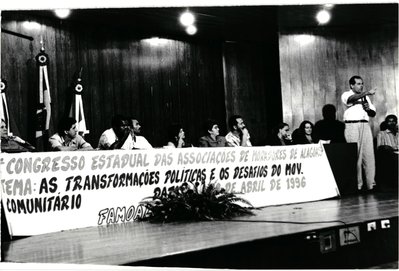 CONGRESSO ESTADUAL DAS ASSOCIAÇÕES DE MORADORES DE ALAGOAS
TEMA: AS TRANSFORMAÇÕES POLÍTICAS E OS DESAFIOS DO MOV.
COMUNITÁRIO
DE ABRIL DE 1996
FAMOAL